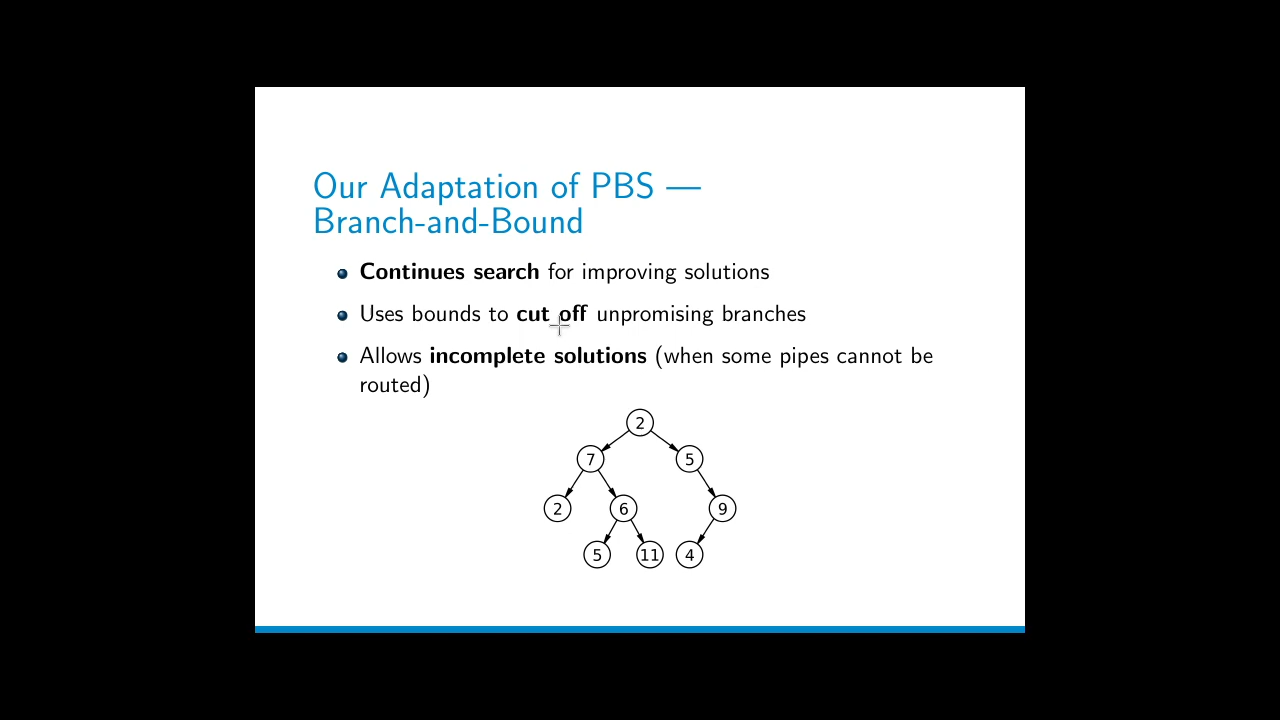 Our Adaptation of PBS —
Branch-and-Bound
Continues search for improving solutions
Uses bounds to cut off unpromising branches
Allows incomplete solutions (when some pipes cannot be
routed)
2
7 5
2 6 9
5 11 4